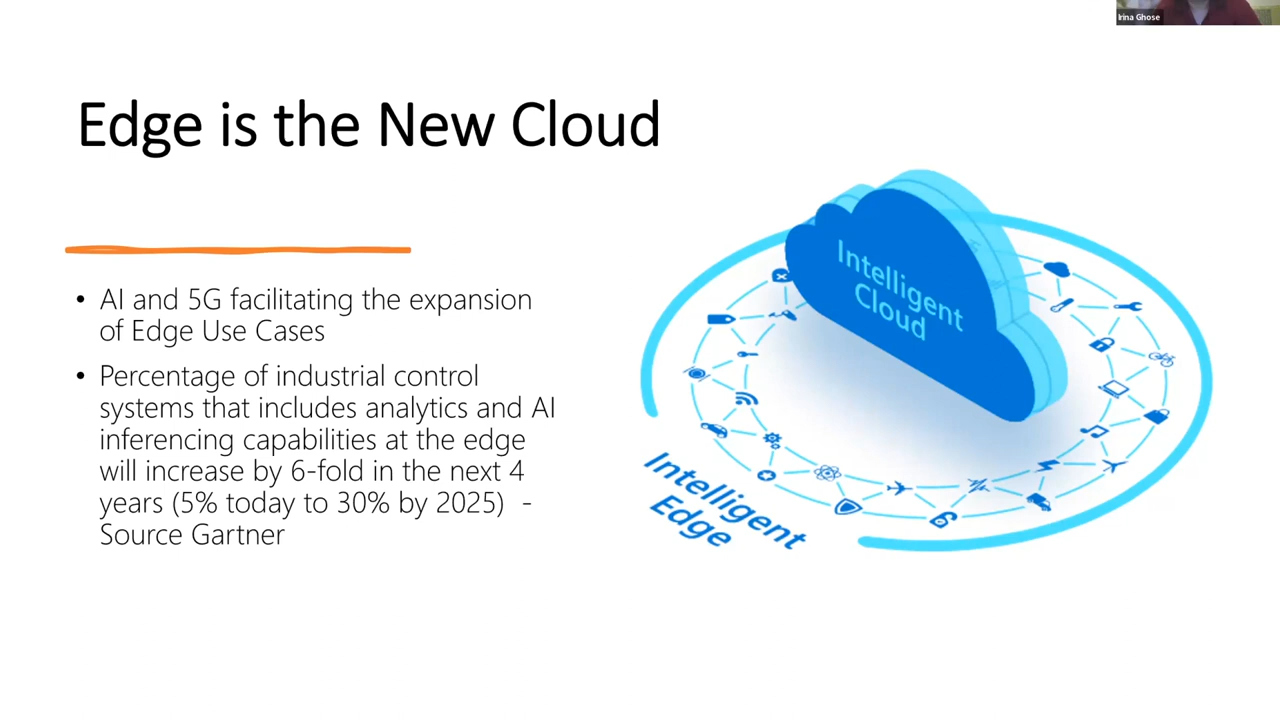 Irina Ghose
Edge is the New Cloud
• AI and 5G facilitating the expansion
of Edge Use Cases
• Percentage of industrial control
systems that includes analytics and AI
inferencing capabilities at the edge
will increase by 6-fold in the next 4
years (5% today to 30% by 2025)  -
Source Gartner
Intelligent
Cloud
Intelligent
Edge